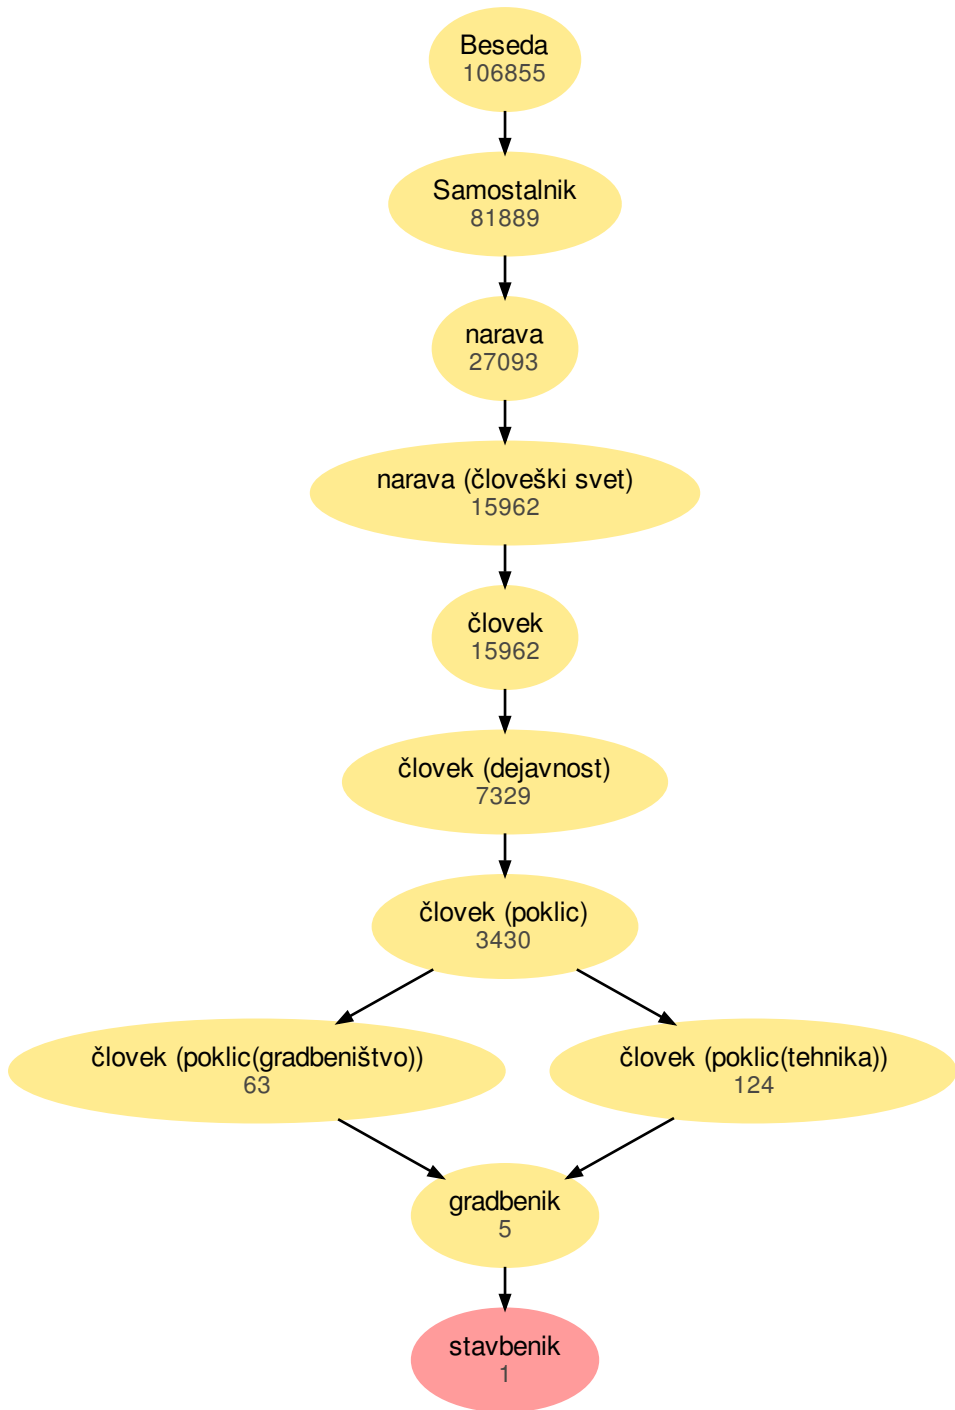 Beseda
106855
Samostalnik
81889
narava
27093
narava (človeški svet)
15962
človek
15962
človek (dejavnost)
7329
človek (poklic)
3430
človek (poklic(gradbeništvo))
63
človek (poklic(tehnika))
124
gradbenik
5
stavbenik
1